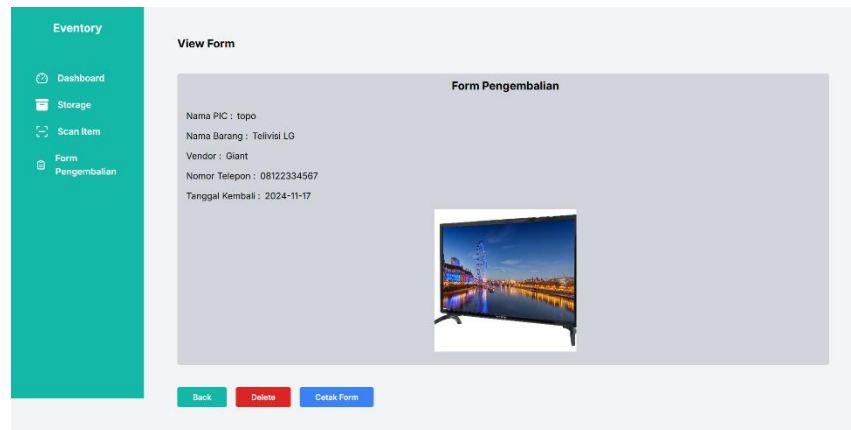 Eventory
Dashboard
Storage
Scan Item
Form
Pengembalian
View Form
Form Pengembalian
Nama PIC : topo
Nama Barang : Telivisi LG
Vendor : Giant
Nomor Telepon : 08122334567
Tanggal Kembali : 2024-11-17
Back
Delete
Cetak Form